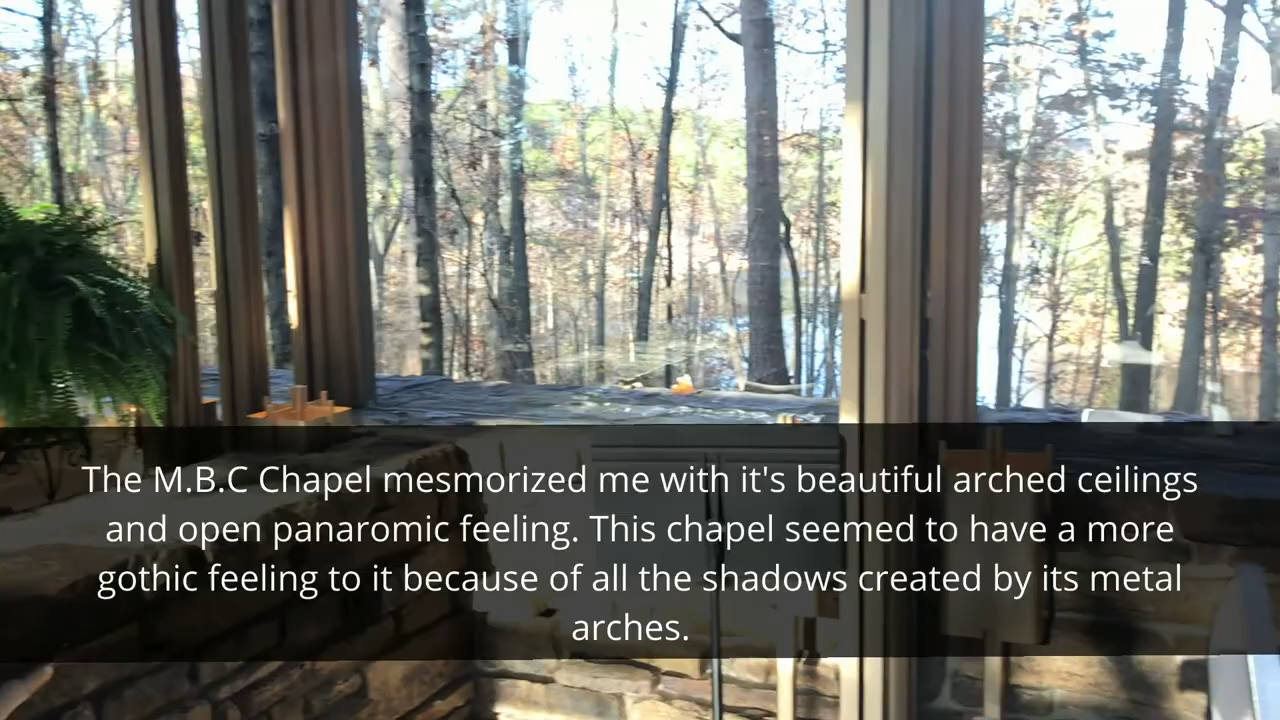 The M.B.C Chapel mesmorized me with it's beautiful arched ceilings
and open panaromic feeling. This chapel seemed to have a more
gothic feeling to it because of all the shadows created by its metal
arches.